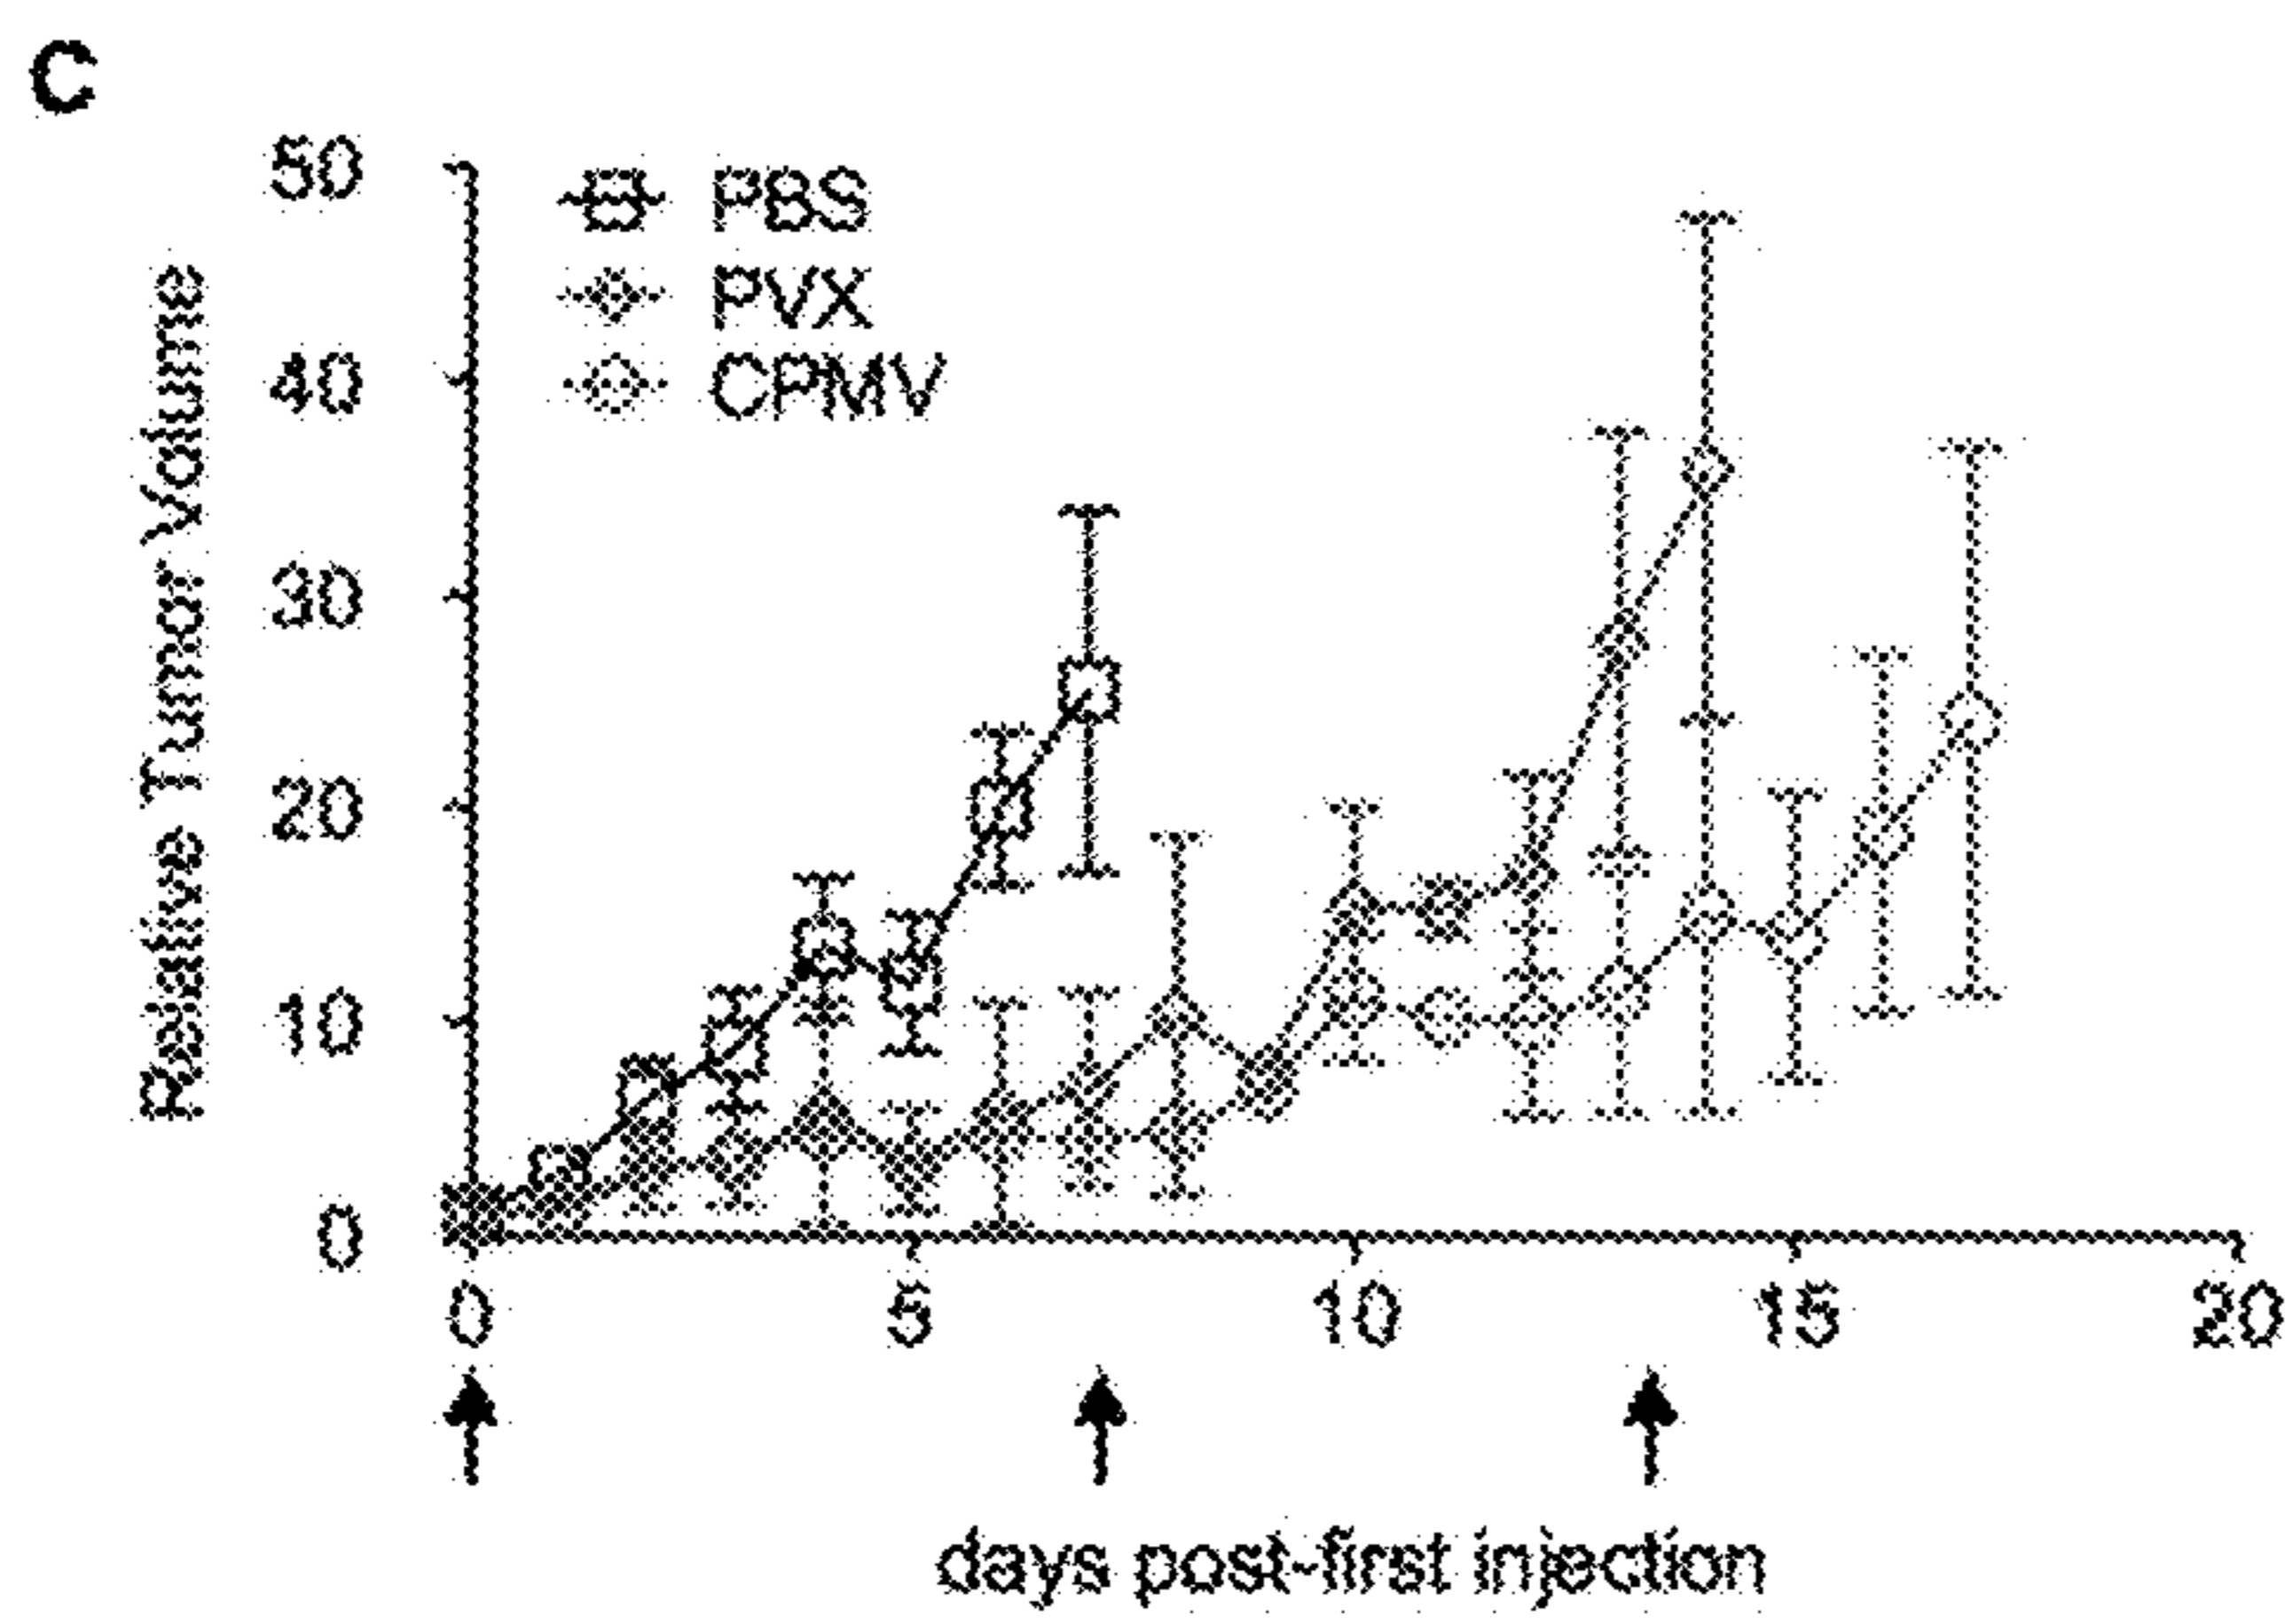 C
50
40
30
20
10
0
Relative Tumor Volume
PBS
PVX
CPMV
0 5 10 15 20
days post-first injection